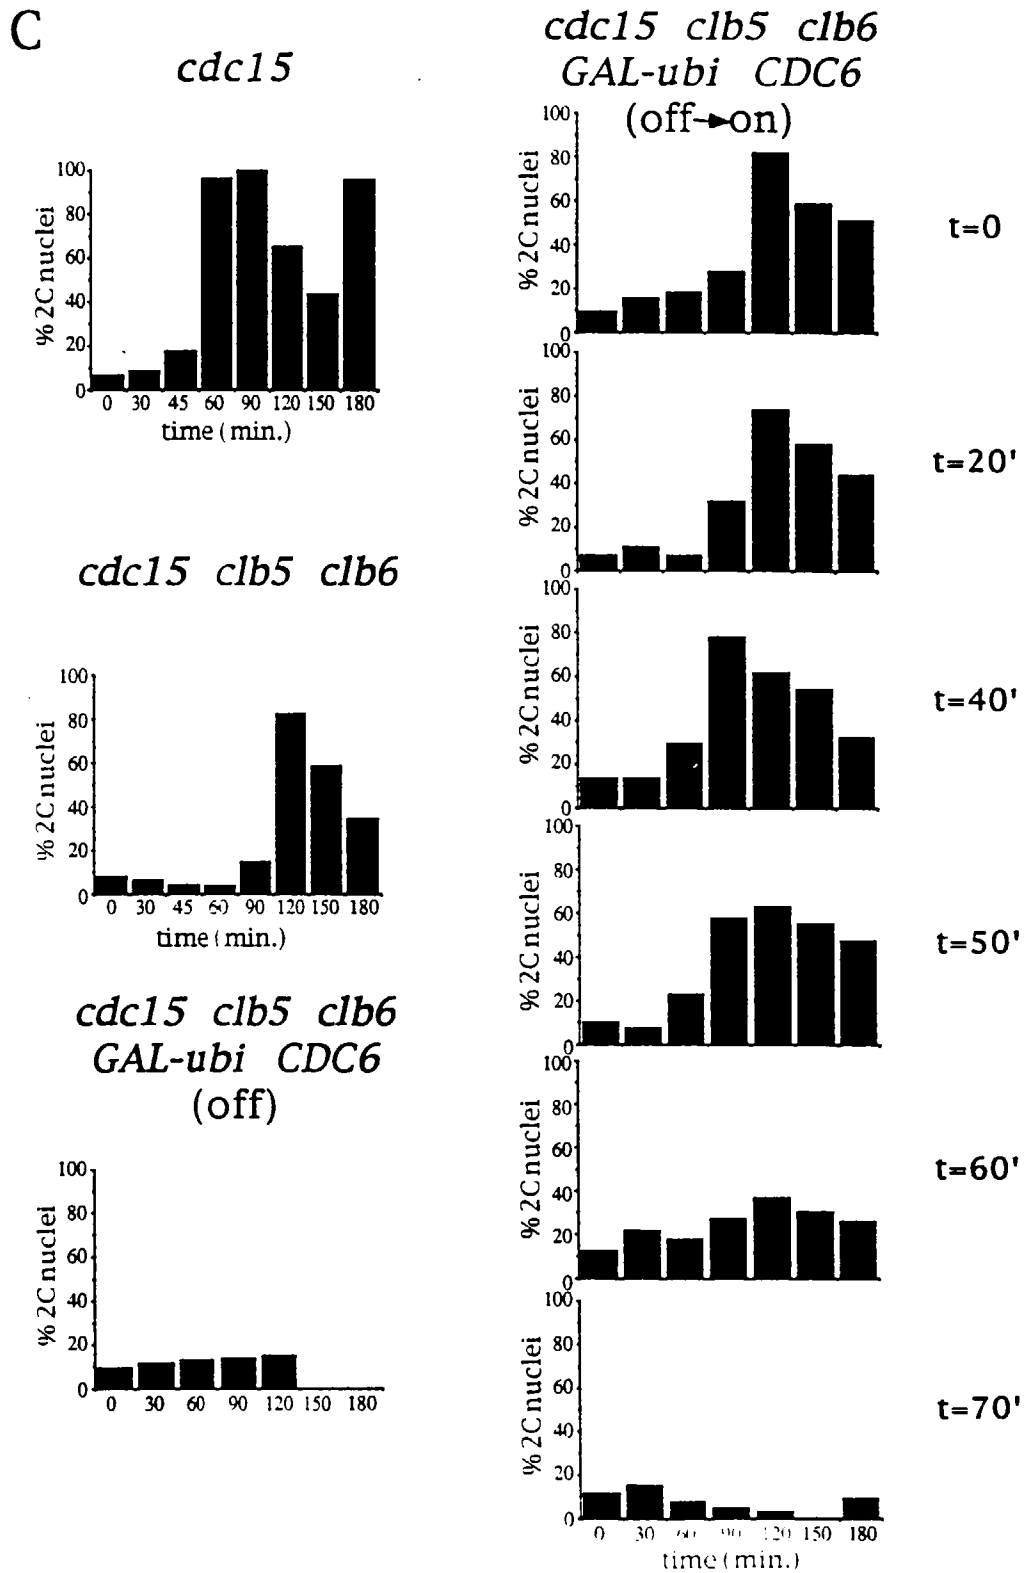 C
cdc15
% 2C nuclei
100
80
60
40
20
0
0 30 45 60 90 120 150 180
time (min.)
cdc15 clb5 clb6
% 2C nuclei
100
80
60
40
20
0
0 30 45 60 90 120 150 180
time (min.)
cdc15 clb5 clb6
GAL-ubi CDC6
(off)
% 2C nuclei
100
80
60
40
20
0
0 30 60 90 120 150 180
cdc15 clb5 clb6
GAL-ubi CDC6
(off→on)
% 2C nuclei
100
80
60
40
20
0
t=0
% 2C nuclei
100
80
60
40
20
0
t=20'
% 2C nuclei
100
80
60
40
20
0
t=40'
% 2C nuclei
100
80
60
40
20
0
t=50'
% 2C nuclei
100
80
60
40
20
0
t=60'
% 2C nuclei
100
80
60
40
20
0
t=70'
0 30 60 90 120 150 180
time (min.)